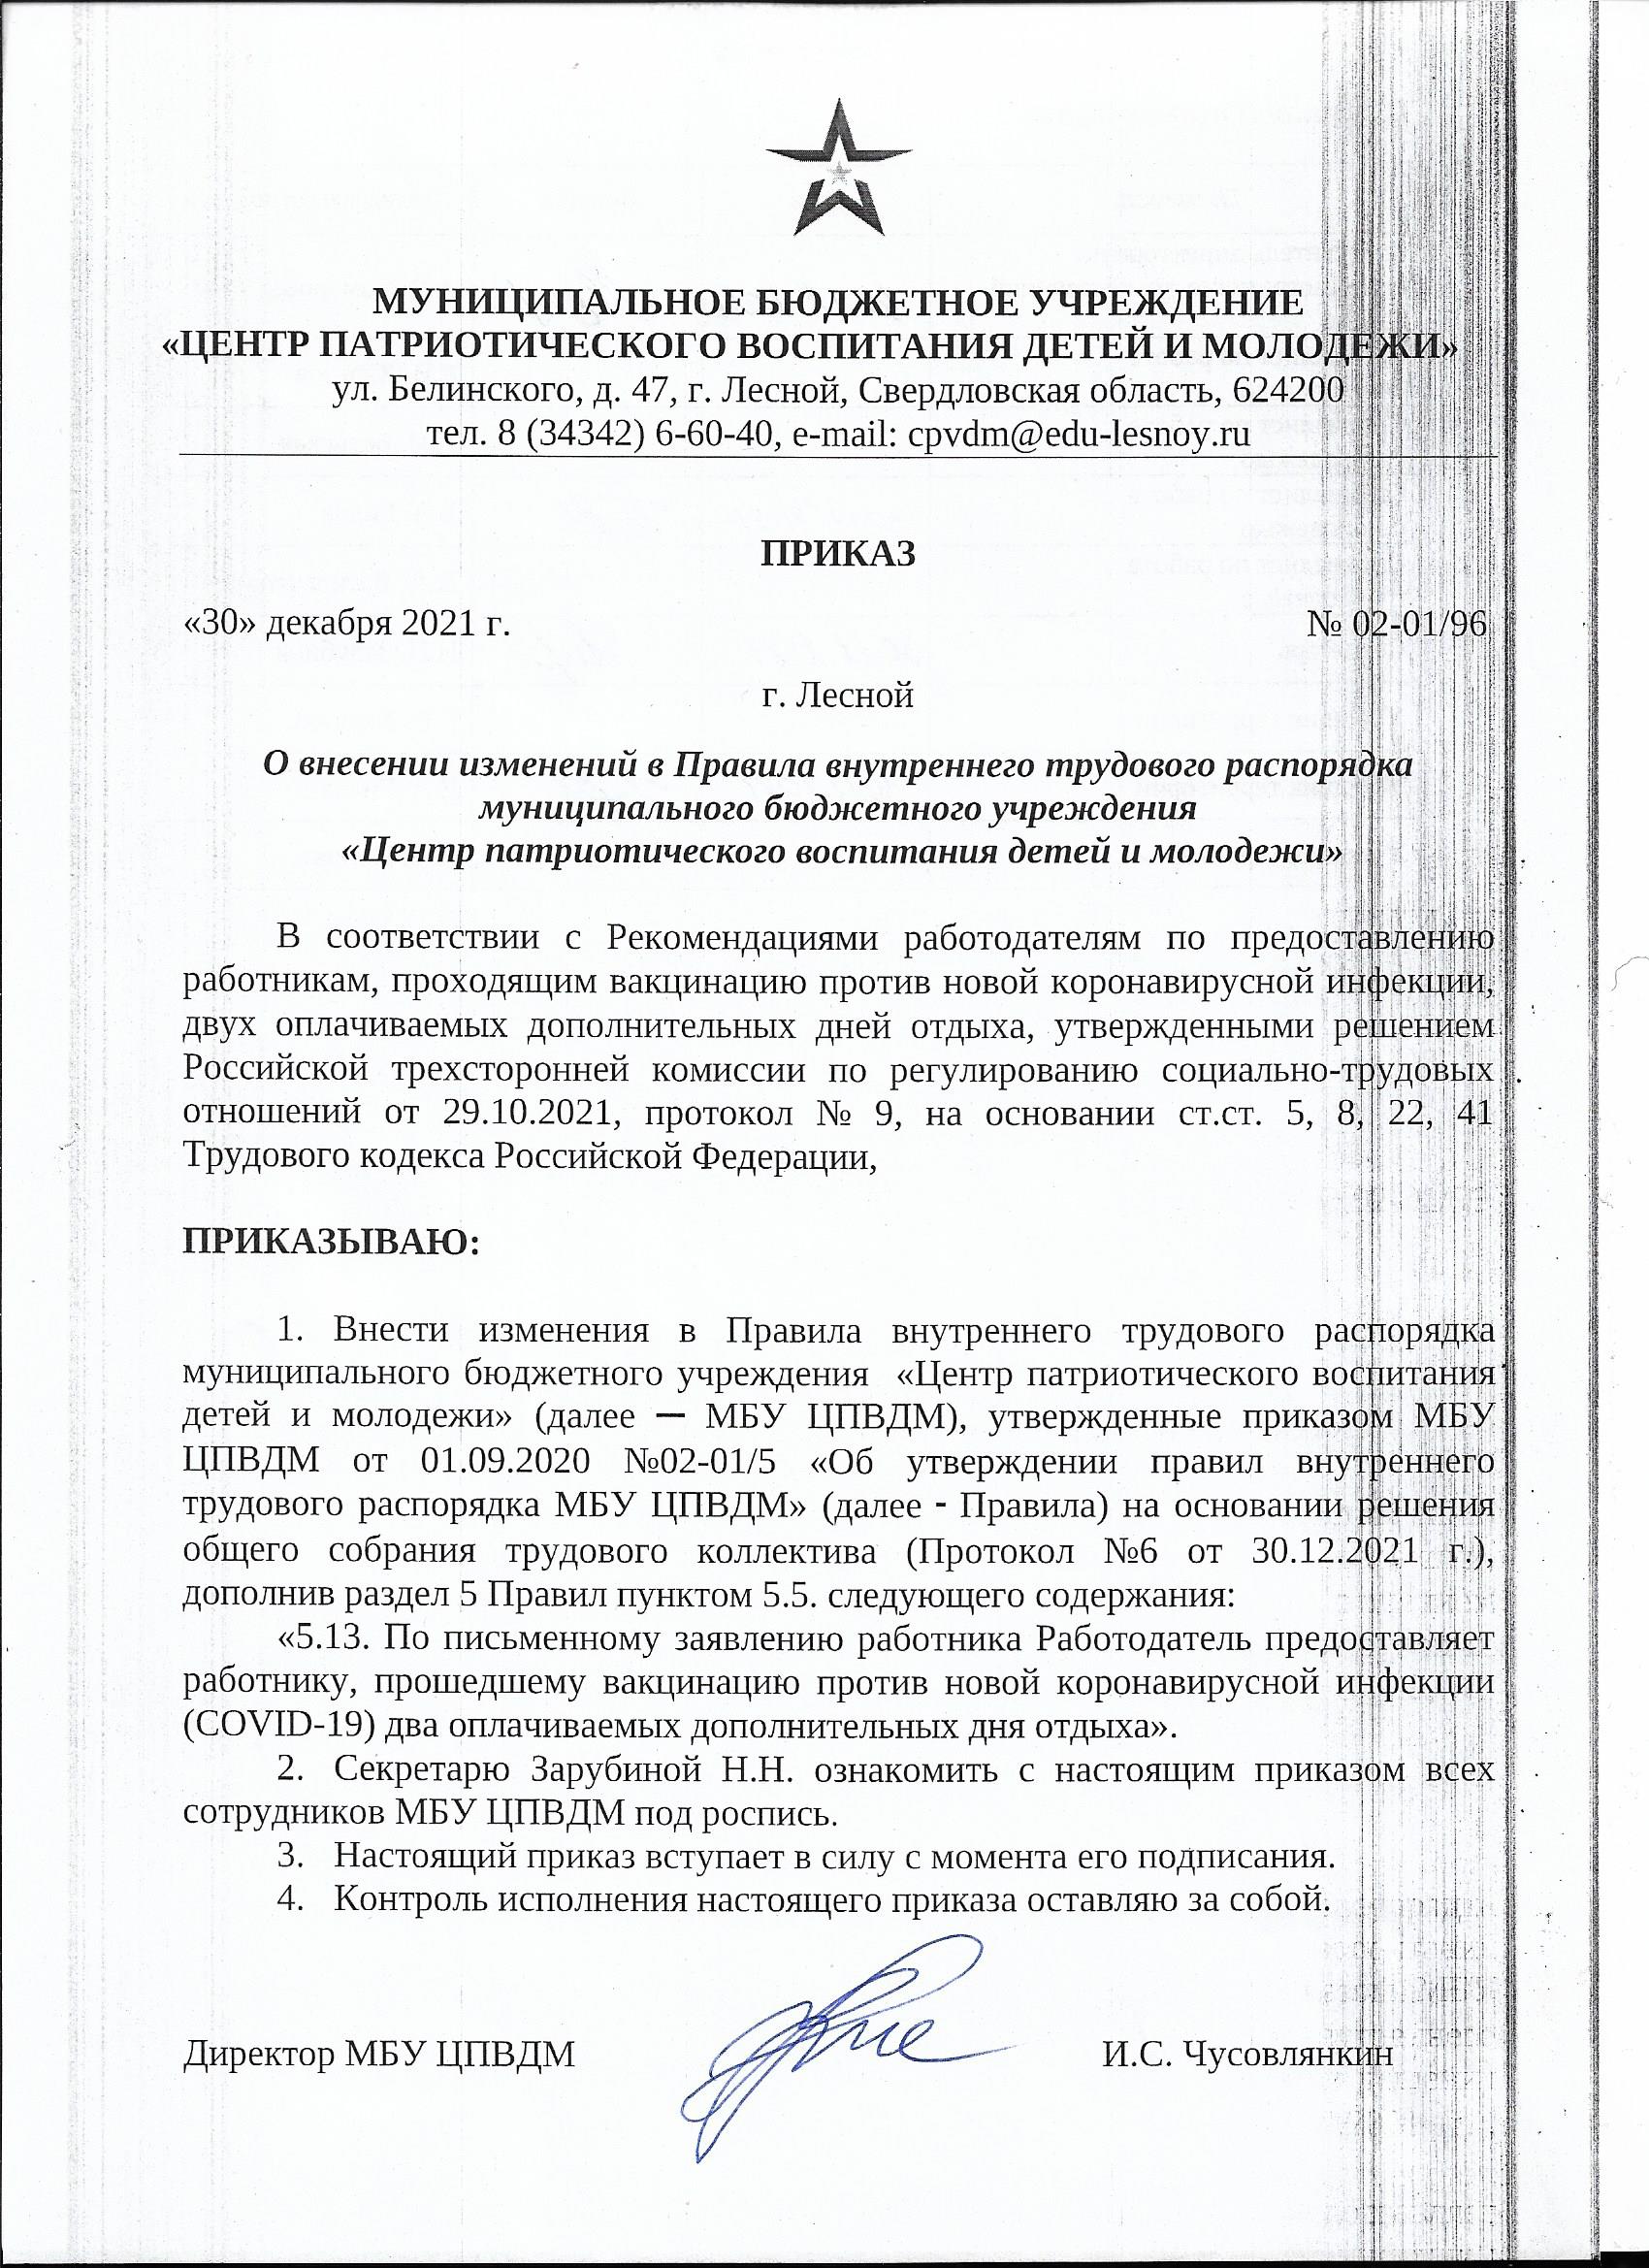 МУНИЦИПАЛЬНОЕ БЮДЖЕТНОЕ УЧРЕЖДЕНИЕ
«ЦЕНТР ПАТРИОТИЧЕСКОГО ВОСПИТАНИЯ ДЕТЕЙ И МОЛОДЕЖИ»
ул. Белинского, д. 47, г. Лесной, Свердловская область, 624200
тел. 8 (34342) 6-60-40, e-mail: cpvdm@edu-lesnoy.ru
ПРИКАЗ
«30» декабря 2021 г. № 02-01/96
г. Лесной
О внесении изменений в Правила внутреннего трудового распорядка
муниципального бюджетного учреждения
«Центр патриотического воспитания детей и молодежи»
В соответствии с Рекомендациями работодателям по предоставлению
работникам, проходящим вакцинацию против новой коронавирусной инфекции,
двух оплачиваемых дополнительных дней отдыха, утвержденными решением
Российской трехсторонней комиссии по регулированию социально-трудовых
отношений от 29.10.2021, протокол № 9, на основании ст.ст. 5, 8, 22, 41
Трудового кодекса Российской Федерации,
ПРИКАЗЫВАЮ:
1. Внести изменения в Правила внутреннего трудового распорядка
муниципального бюджетного учреждения «Центр патриотического воспитания
детей и молодежи» (далее — МБУ ЦПВДМ), утвержденные приказом МБУ
ЦПВДМ от 01.09.2020 №02-01/5 «Об утверждении правил внутреннего
трудового распорядка МБУ ЦПВДМ» (далее - Правила) на основании решения
общего собрания трудового коллектива (Протокол №6 от 30.12.2021 г.),
дополнив раздел 5 Правил пунктом 5.5. следующего содержания:
«5.13. По письменному заявлению работника Работодатель предоставляет
работнику, прошедшему вакцинацию против новой коронавирусной инфекции
(COVID-19) два оплачиваемых дополнительных дня отдыха».
2. Секретарю Зарубиной Н.Н. ознакомить с настоящим приказом всех
сотрудников МБУ ЦПВДМ под роспись.
3. Настоящий приказ вступает в силу с момента его подписания.
4. Контроль исполнения настоящего приказа оставляю за собой.
Директор МБУ ЦПВДМ И.С. Чусовлянкин